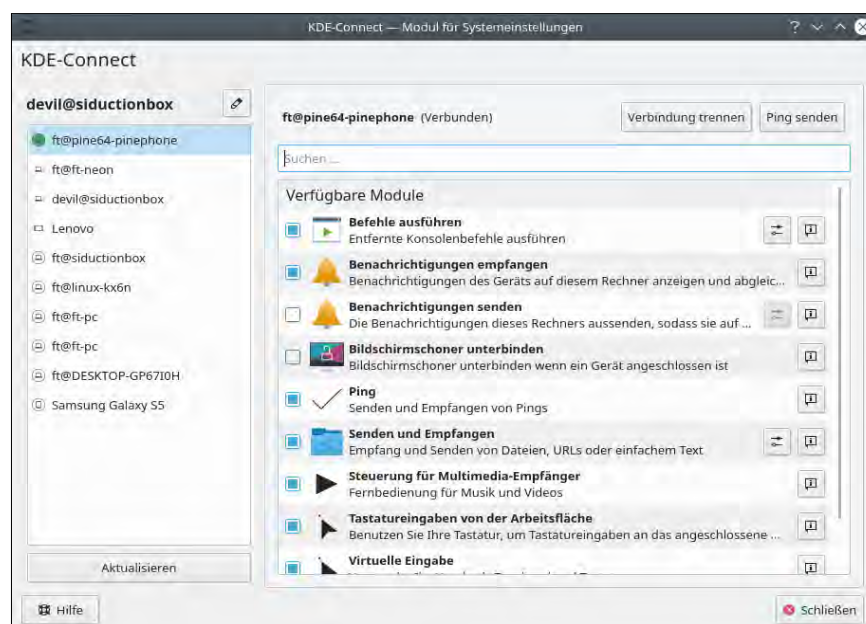 KDE-Connect — Modul für Systemeinstellungen
KDE-Connect
devil@siductionbox
ft@pine64-pinephone
ft@ft-neon
devil@siductionbox
Lenovo
ft@siductionbox
ft@linux-kx6n
ft@ft-pc
ft@ft-pc
ft@DESKTOP-GP67I0H
Samsung Galaxy S5
Aktualisieren
ft@pine64-pinephone (Verbunden)
Verbindung trennen
Ping senden
Suchen ...
Verfügbare Module
Befehle ausführen
Entfernte Konsolenbefehle ausführen
Benachrichtigungen empfangen
Benachrichtigungen des Geräts auf diesem Rechner anzeigen und abgleic...
Benachrichtigungen senden
Die Benachrichtigungen dieses Rechners aussenden, sodass sie auf ...
Bildschirmschoner unterbinden
Bildschirmschoner unterbinden wenn ein Gerät angeschlossen ist
Ping
Senden und Empfangen von Pings
Senden und Empfangen
Empfang und Senden von Dateien, URLs oder einfachem Text
Steuerung für Multimedia-Empfänger
Fernbedienung für Musik und Videos
Tastatureingaben von der Arbeitsfläche
Benutzen Sie Ihre Tastatur, um Tastatureingaben an das angeschlossene ...
Virtuelle Eingabe
Hilfe
Schließen